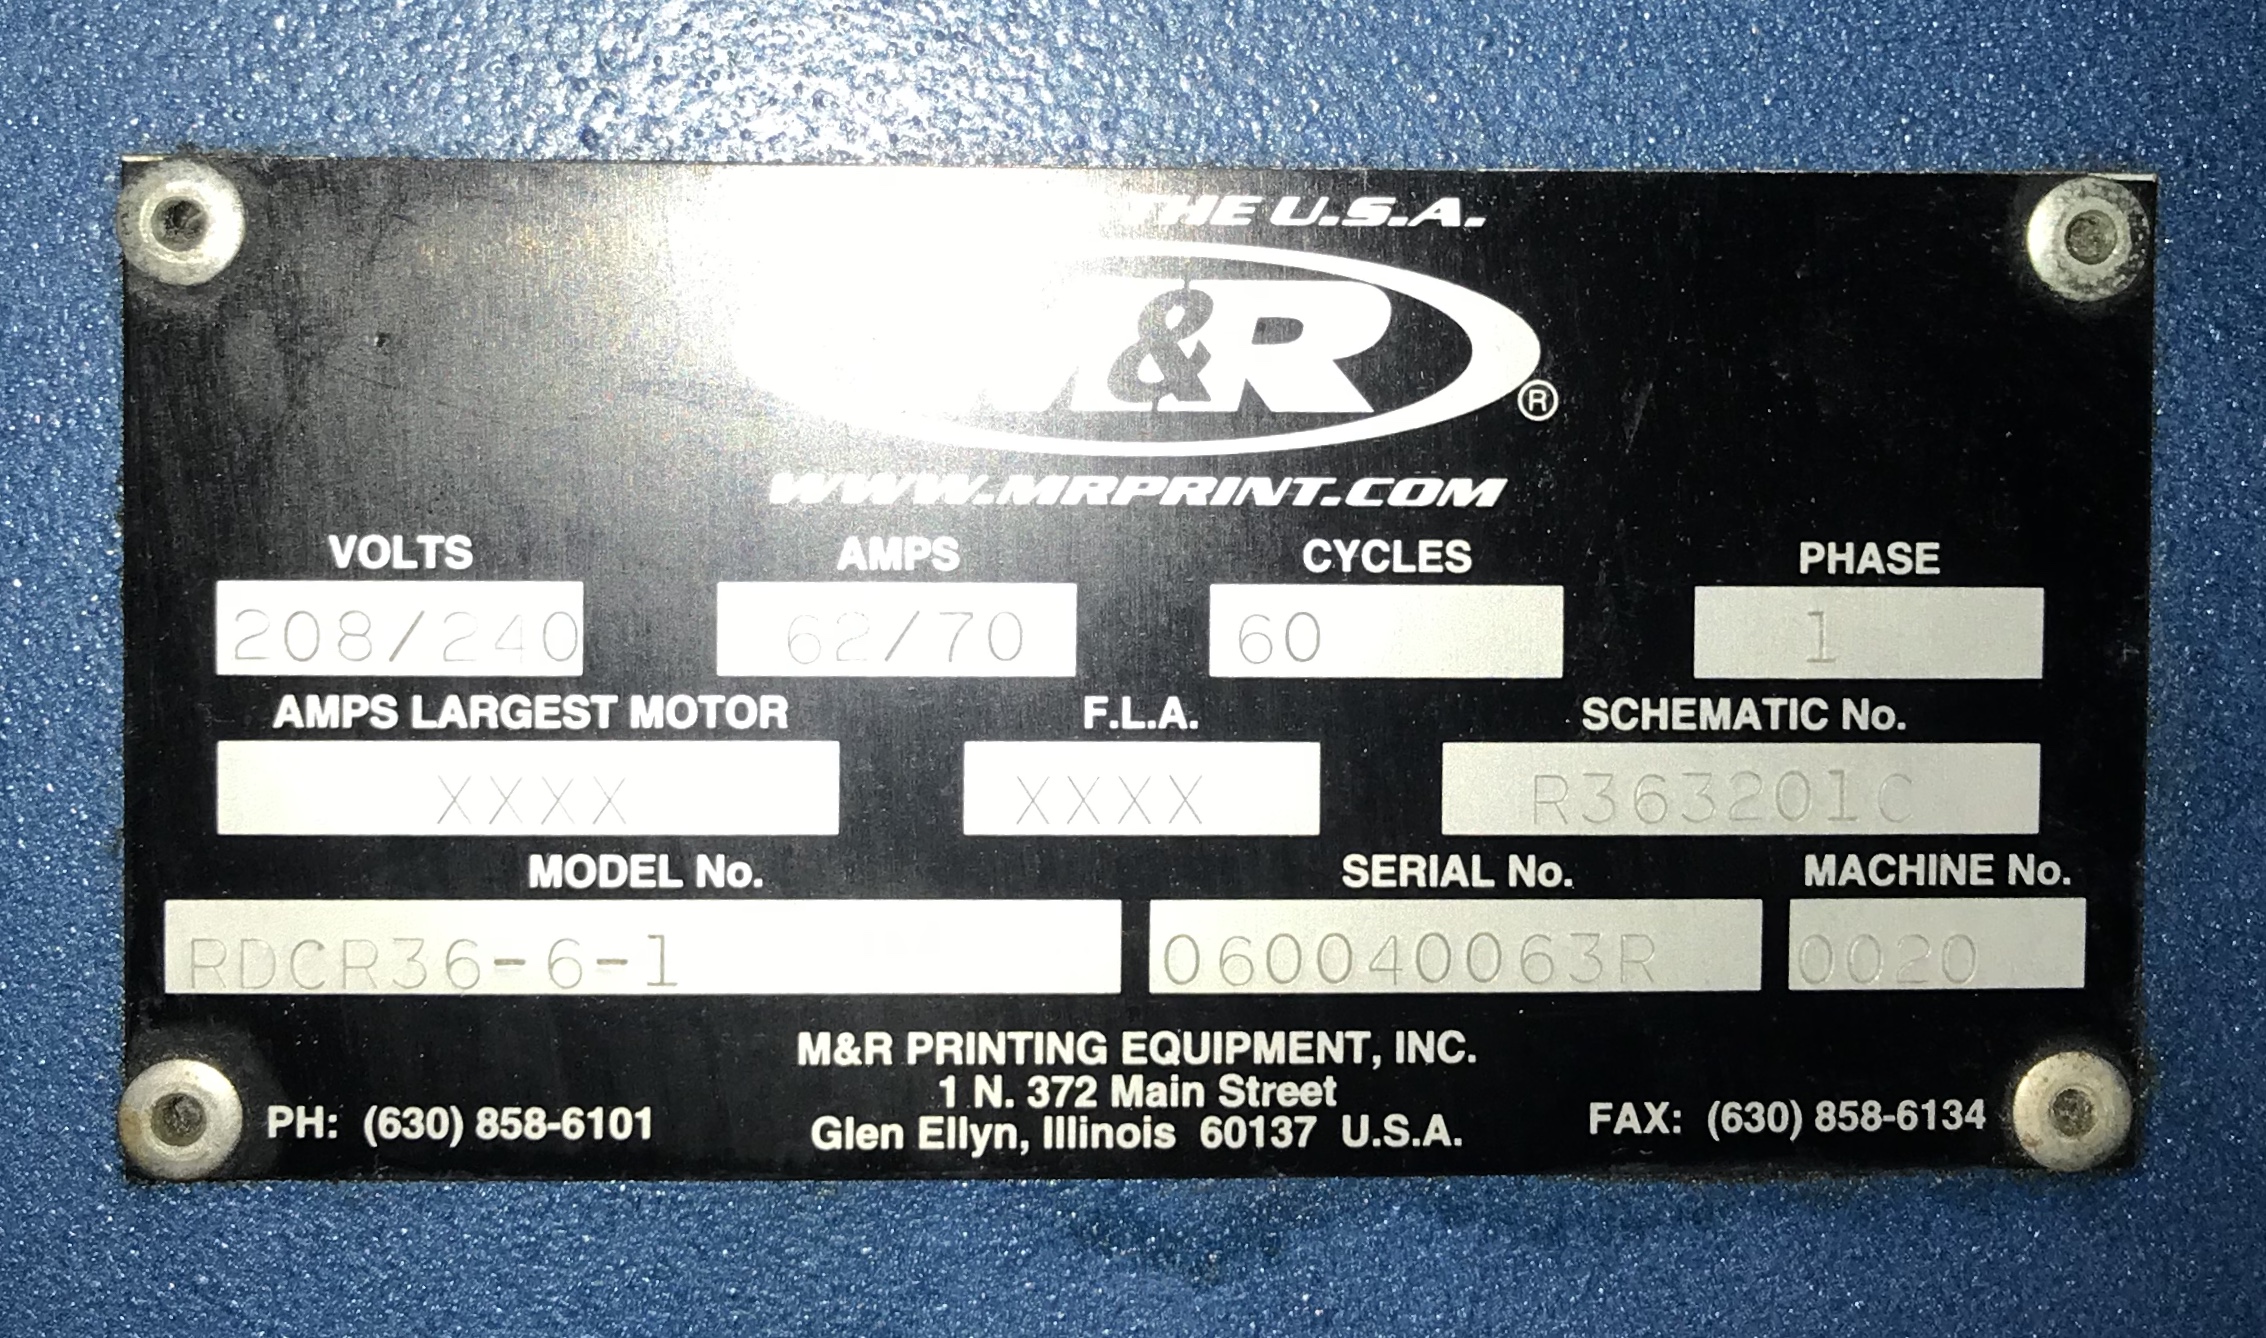 THE U.S.A.
M&R ®
WWW.MRPRINT.COM
VOLTS AMPS CYCLES PHASE
208/240 62/70 60 1
AMPS LARGEST MOTOR F.L.A. SCHEMATIC No.
XXXX XXXX R363201C
MODEL No. SERIAL No. MACHINE No.
RDCR36-6-1 060040063R 0020
M&R PRINTING EQUIPMENT, INC.
1 N. 372 Main Street
PH: (630) 858-6101 Glen Ellyn, Illinois 60137 U.S.A. FAX: (630) 858-6134